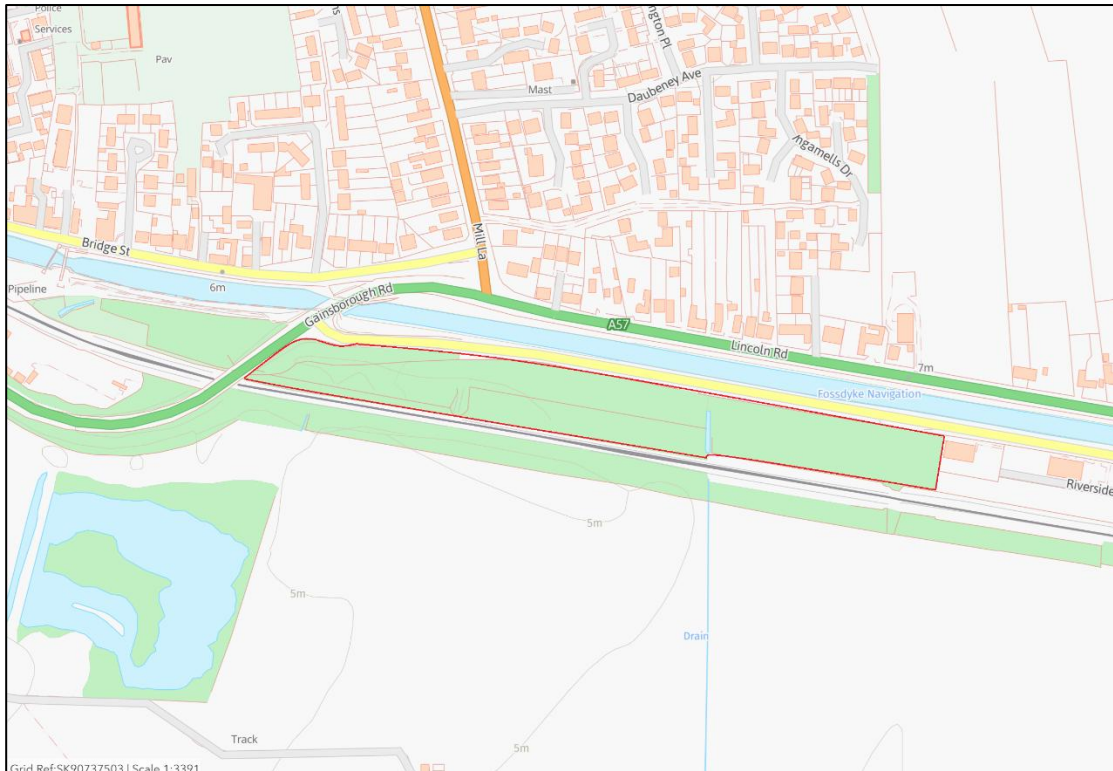 Police
Services
Pav
Mast
Daubeney Ave
Bridge St
Mill La
Pipeline
6m
Gainsborough Rd
A57
Lincoln Rd
7m
Fossdyke Navigation
Riverside
5m
5m
Drain
Track
5m
Grid Ref:SK90737503 | Scale 1:3391